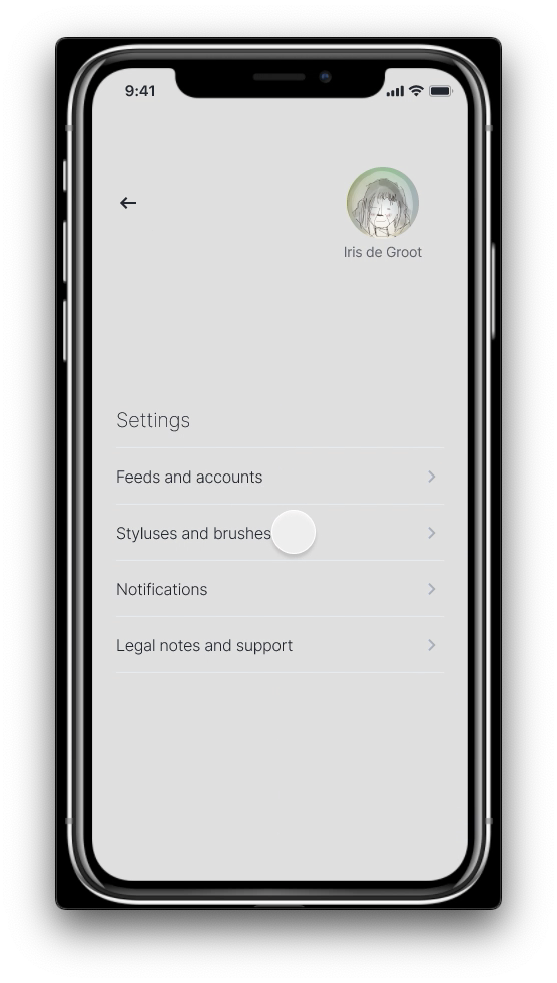 9:41
Iris de Groot
Settings
Feeds and accounts
Styluses and brushes
Notifications
Legal notes and support